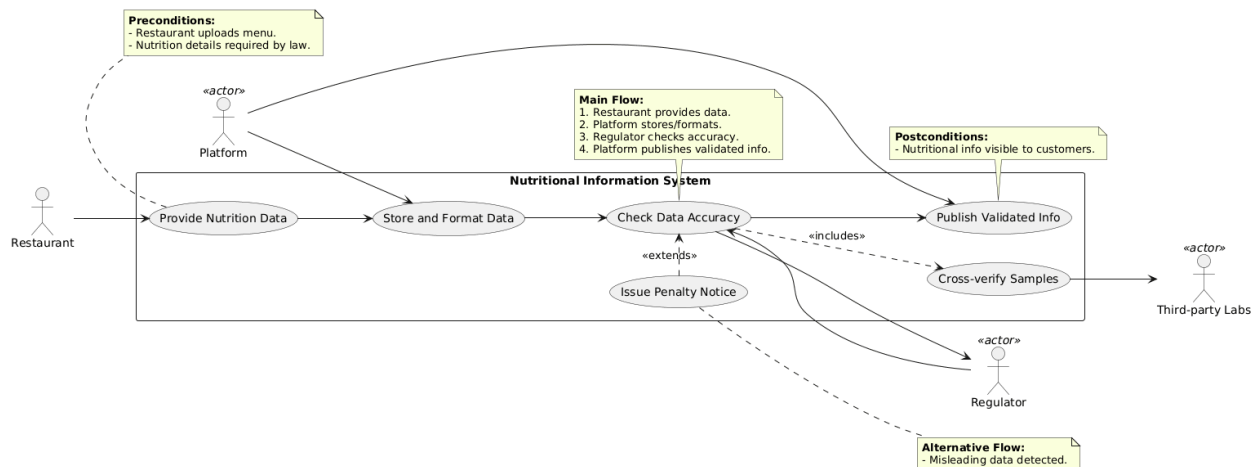 Preconditions:
- Restaurant uploads menu.
- Nutrition details required by law.
«actor»
Platform
Main Flow:
1. Restaurant provides data.
2. Platform stores/formats.
3. Regulator checks accuracy.
4. Platform publishes validated info.
Postconditions:
- Nutritional info visible to customers.
Nutritional Information System
Restaurant
Provide Nutrition Data
Store and Format Data
Check Data Accuracy
Publish Validated Info
«includes»
«extends»
Cross-verify Samples
Issue Penalty Notice
«actor»
Third-party Labs
«actor»
Regulator
Alternative Flow:
- Misleading data detected.